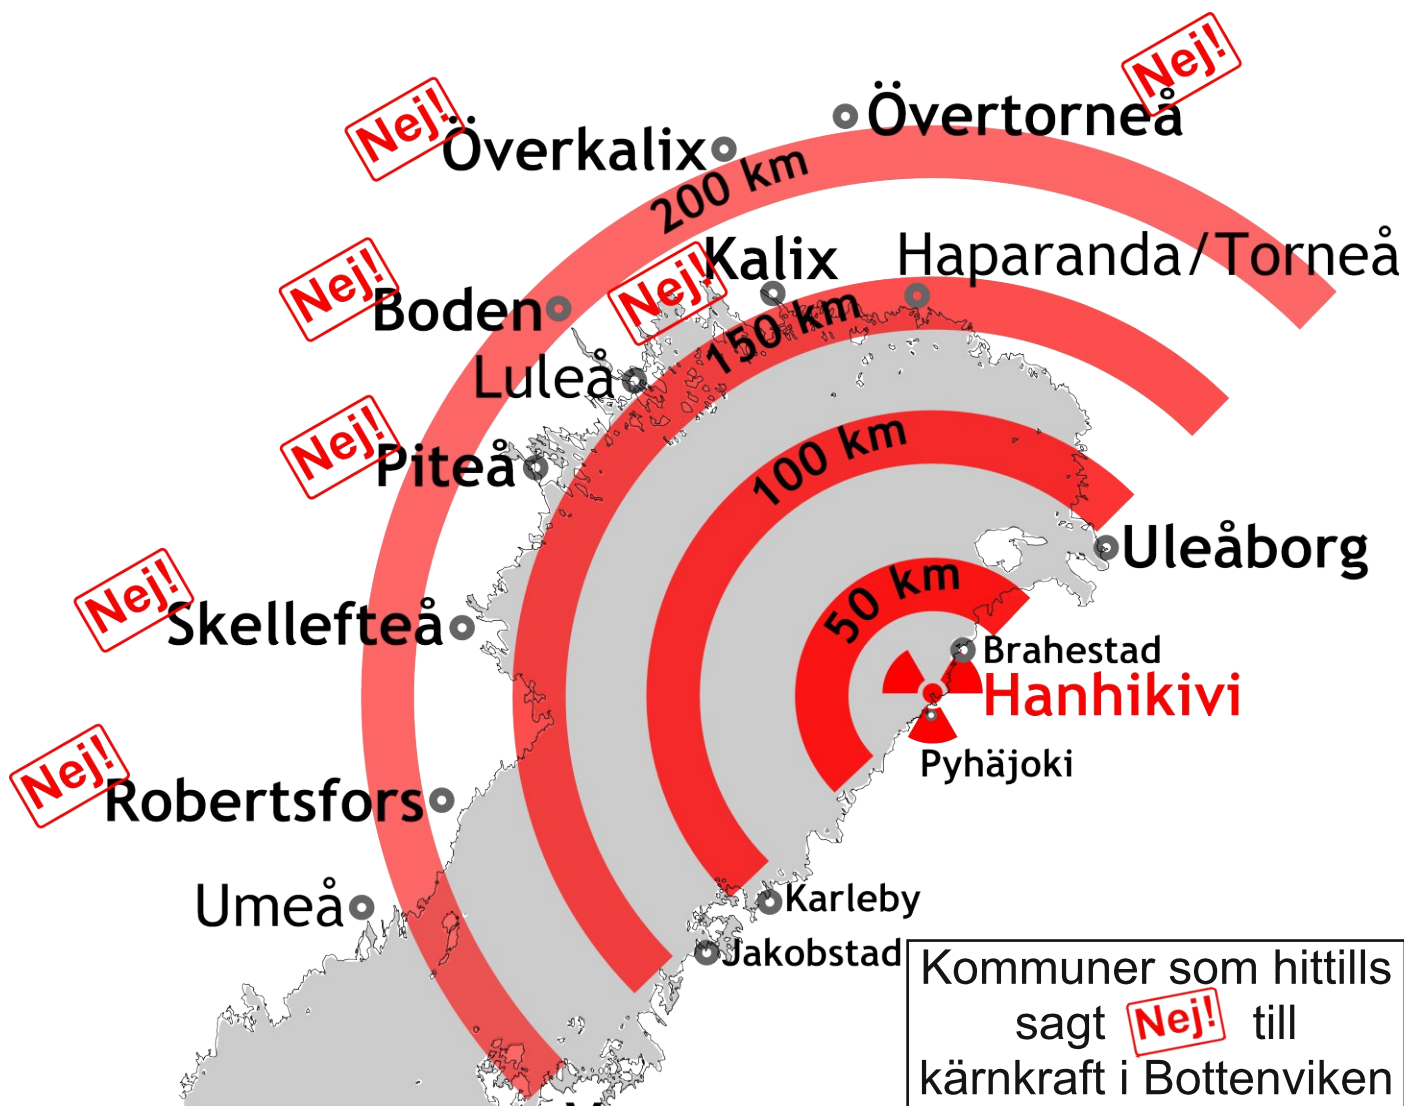 Nej!
Övertorneå
Nej!
Överkalix
200 km
Nej!
Boden
Nej!
Kalix
Haparanda/Torneå
150 km
Luleå
Nej!
Piteå
100 km
Uleåborg
Nej!
Skellefteå
50 km
Brahestad
Hanhikivi
Pyhäjoki
Nej!
Robertsfors
Umeå
Karleby
Jakobstad
Kommuner som hittills
sagt Nej! till
kärnkraft i Bottenviken